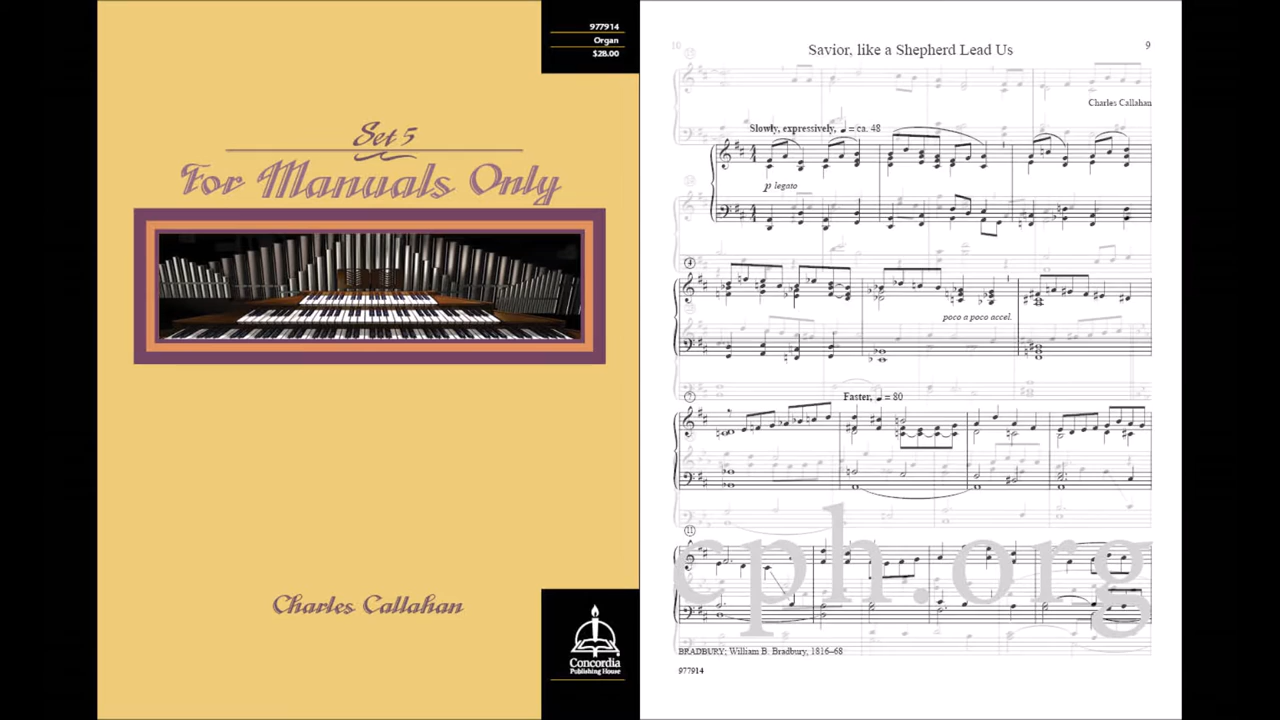 977914
Organ
$28.00
Set 5
For Manuals Only
Charles Callahan
Concordia
Publishing House
10
9
Savior, like a Shepherd Lead Us
Charles Callahan
Slowly, expressively, ♩ = ca. 48
p legato
4
poco a poco accel.
7
Faster, ♩ = 80
11
cph.org
BRADBURY; William B. Bradbury, 1816–68
977914